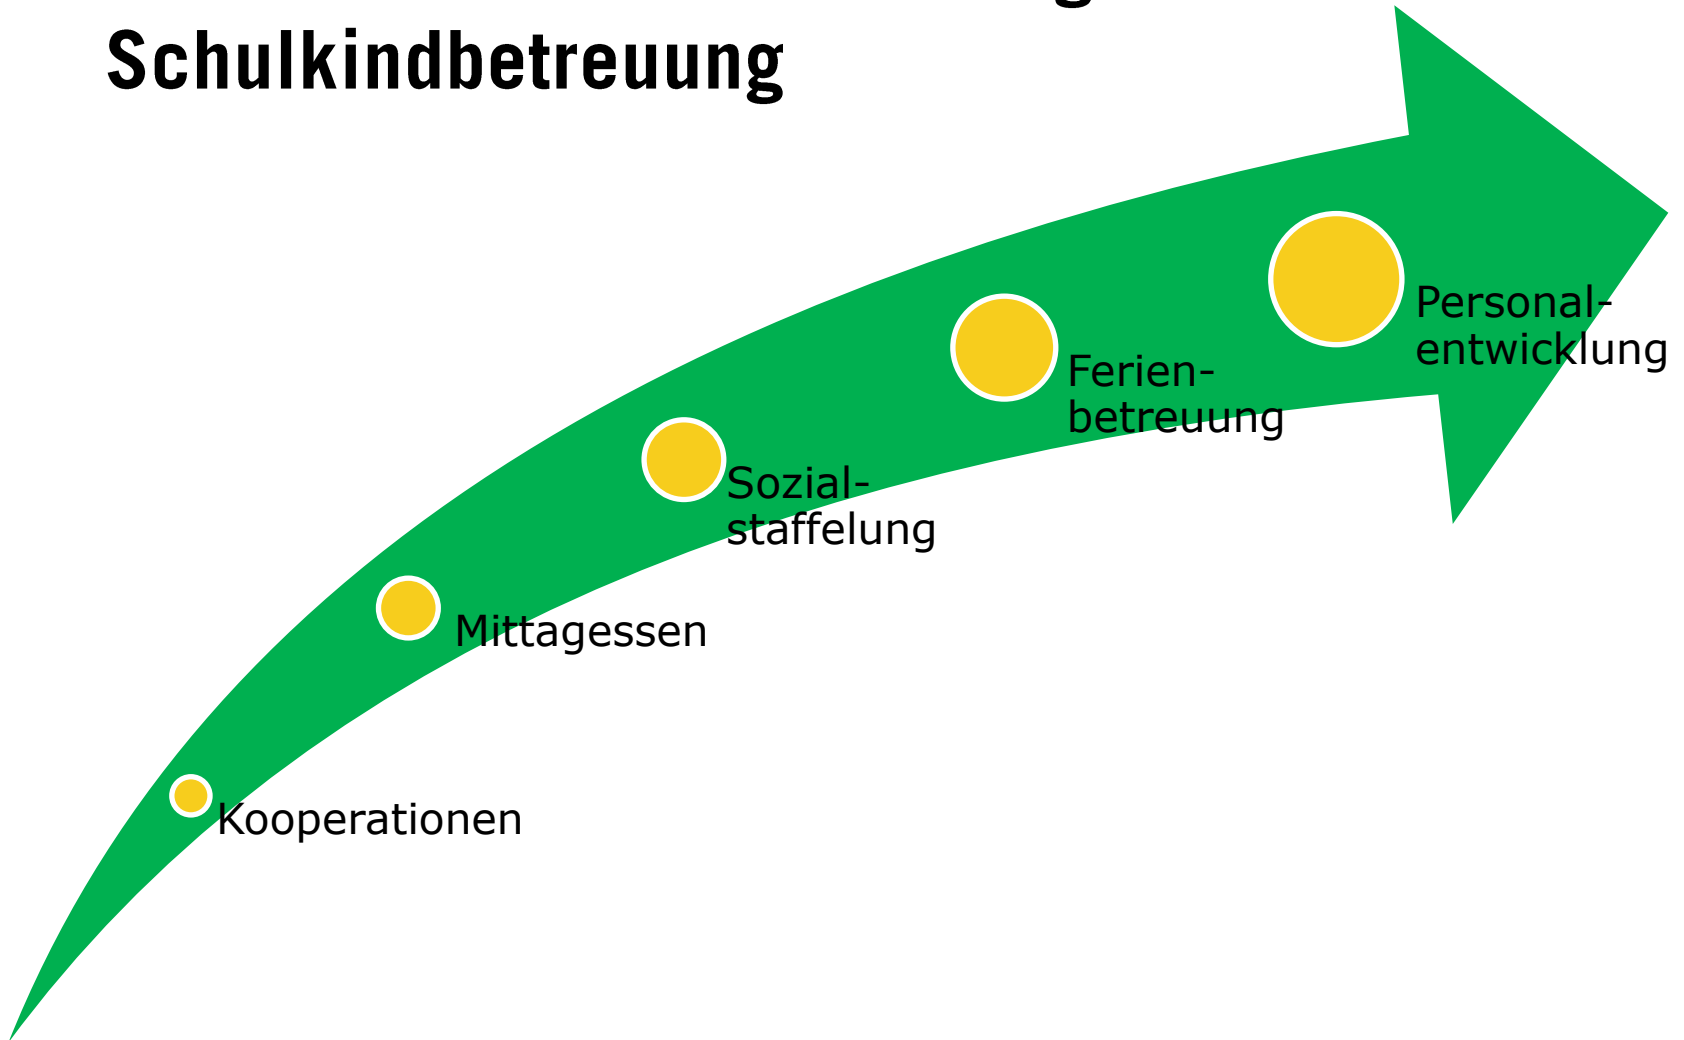 Schulkindbetreuung
Personal-
entwicklung
Ferien-
betreuung
Sozial-
staffelung
Mittagessen
Kooperationen